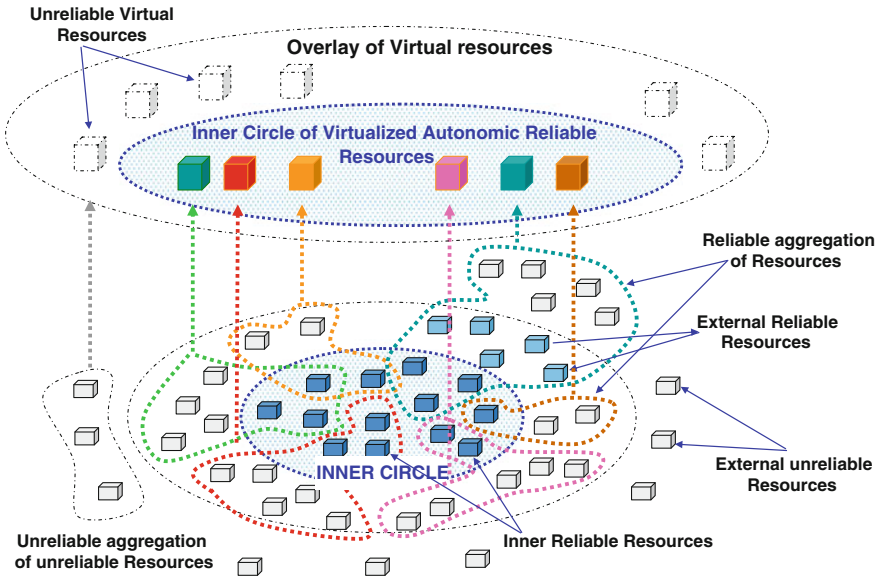 Unreliable Virtual
Resources
Overlay of Virtual resources
Inner Circle of Virtualized Autonomic Reliable
Resources
Reliable aggregation
of Resources
External Reliable
Resources
INNER CIRCLE
External unreliable
Resources
Unreliable aggregation
of unreliable Resources
Inner Reliable Resources